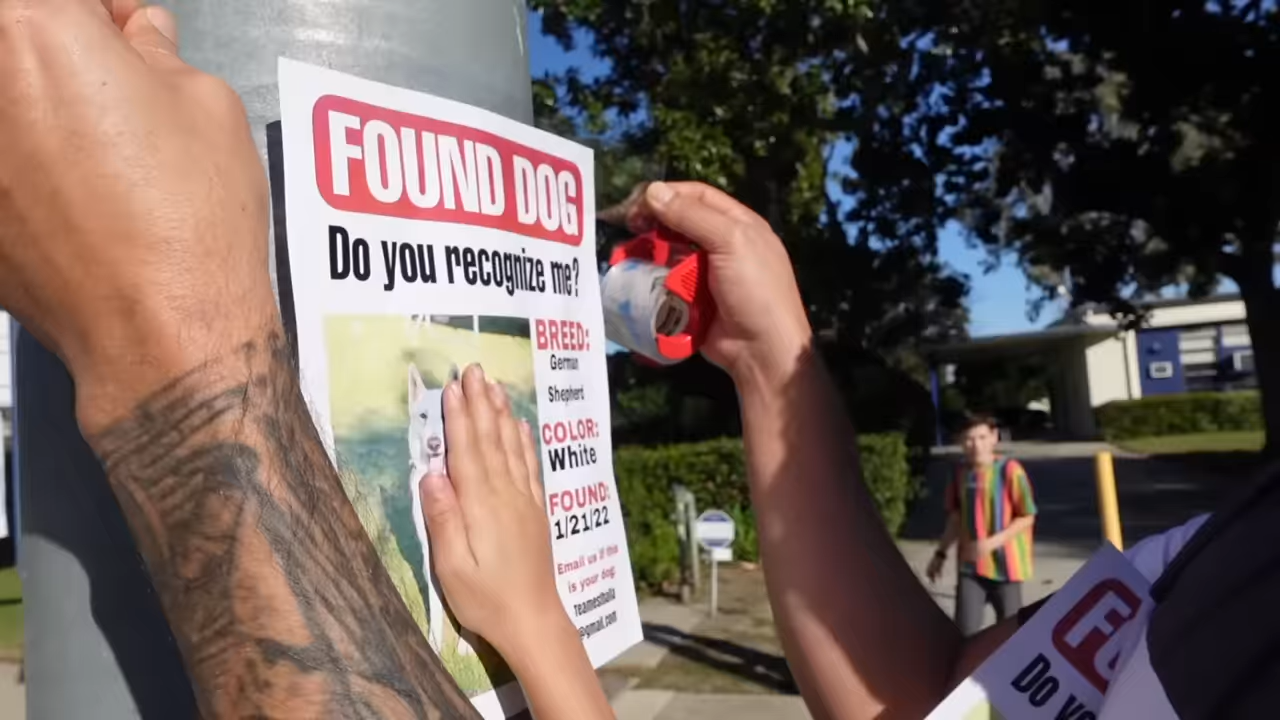 FOUND DOG
Do you recognize me?
BREED:
German
Shepherd
COLOR:
White
FOUND:
1/21/22
Email us if this
is your dog:
@gmail.com
Do